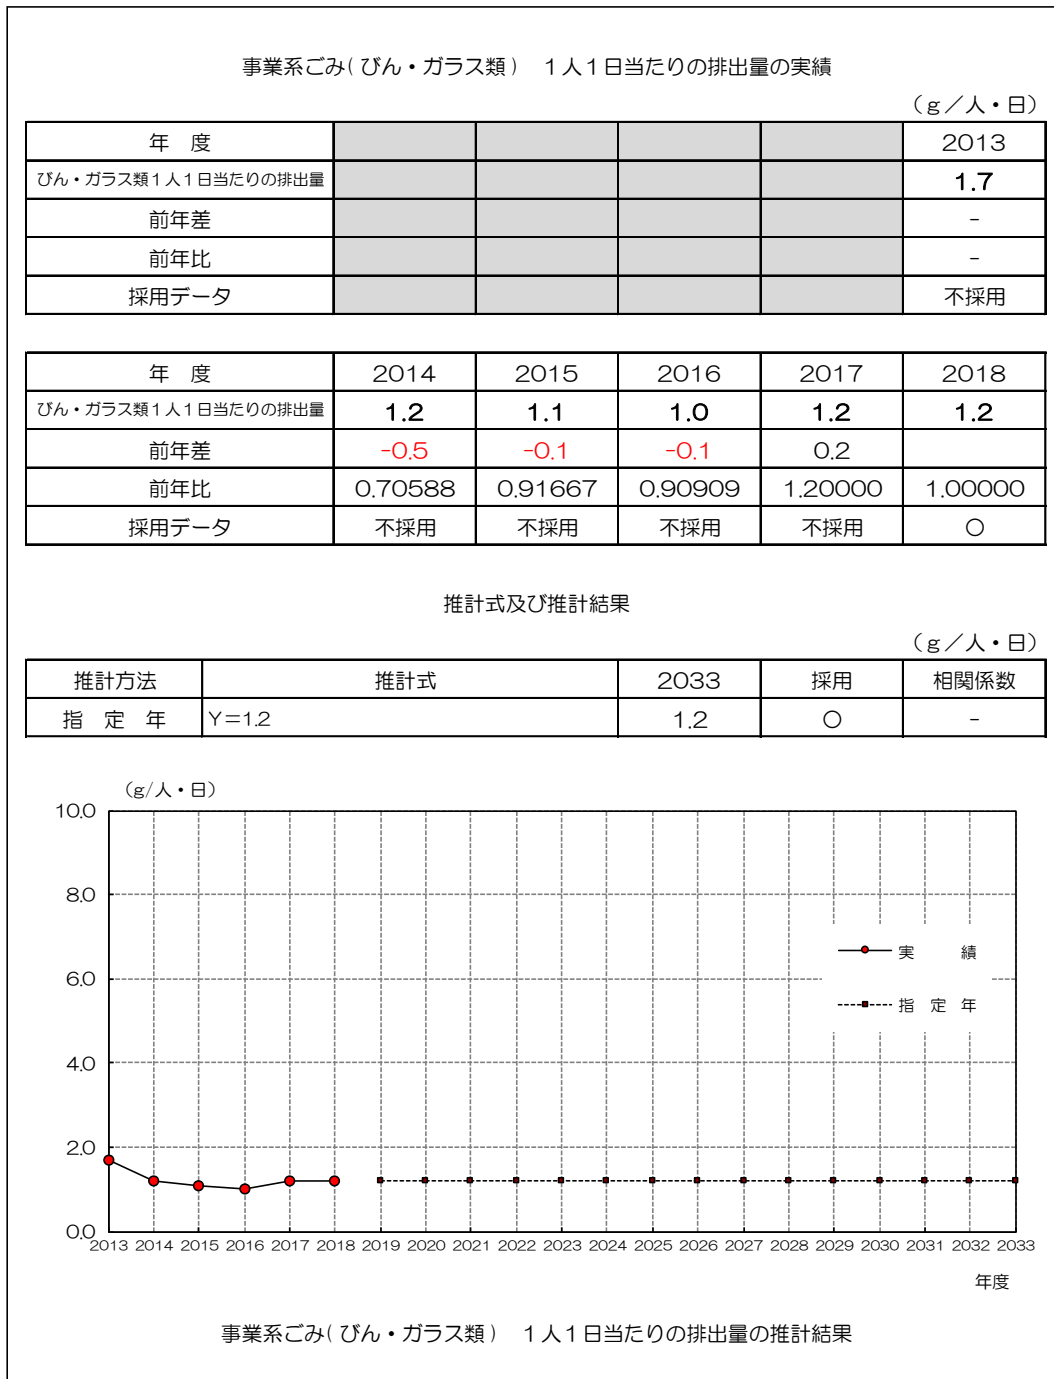 事業系ごみ(びん・ガラス類) 1人1日当たりの排出量の実績
(g/人・日)
年 度 2013
びん・ガラス類1人1日当たりの排出量 1.7
前年差 -
前年比 -
採用データ 不採用
年 度 2014 2015 2016 2017 2018
びん・ガラス類1人1日当たりの排出量 1.2 1.1 1.0 1.2 1.2
前年差 -0.5 -0.1 -0.1 0.2
前年比 0.70588 0.91667 0.90909 1.20000 1.00000
採用データ 不採用 不採用 不採用 不採用 ○
推計式及び推計結果
(g/人・日)
推計方法 推計式 2033 採用 相関係数
指 定 年 Y=1.2 1.2 ○ -
(g/人・日)
10.0
8.0
実 績
6.0
指 定 年
4.0
2.0
0.0
2013 2014 2015 2016 2017 2018 2019 2020 2021 2022 2023 2024 2025 2026 2027 2028 2029 2030 2031 2032 2033
年度
事業系ごみ(びん・ガラス類) 1人1日当たりの排出量の推計結果